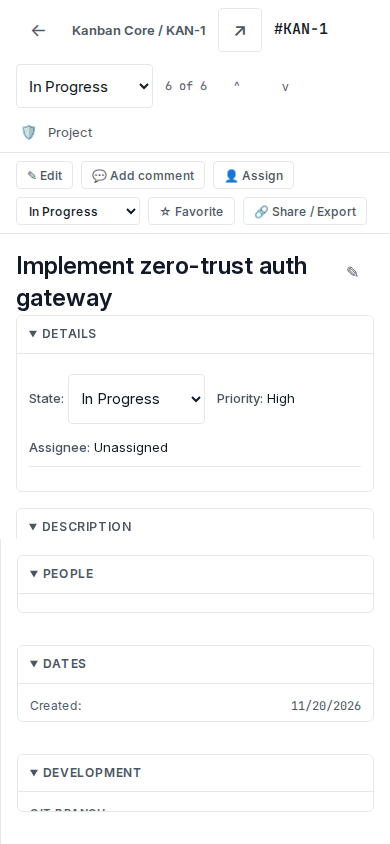 ← Kanban Core / KAN-1 #KAN-1
In Progress 6 of 6 ^ v
Project
Edit Add comment Assign
In Progress ☆ Favorite Share / Export
Implement zero-trust auth
gateway
▼ DETAILS
State: In Progress Priority: High
Assignee: Unassigned
▼ DESCRIPTION
▼ PEOPLE
▼ DATES
Created: 11/20/2026
▼ DEVELOPMENT
GIT BRANCH